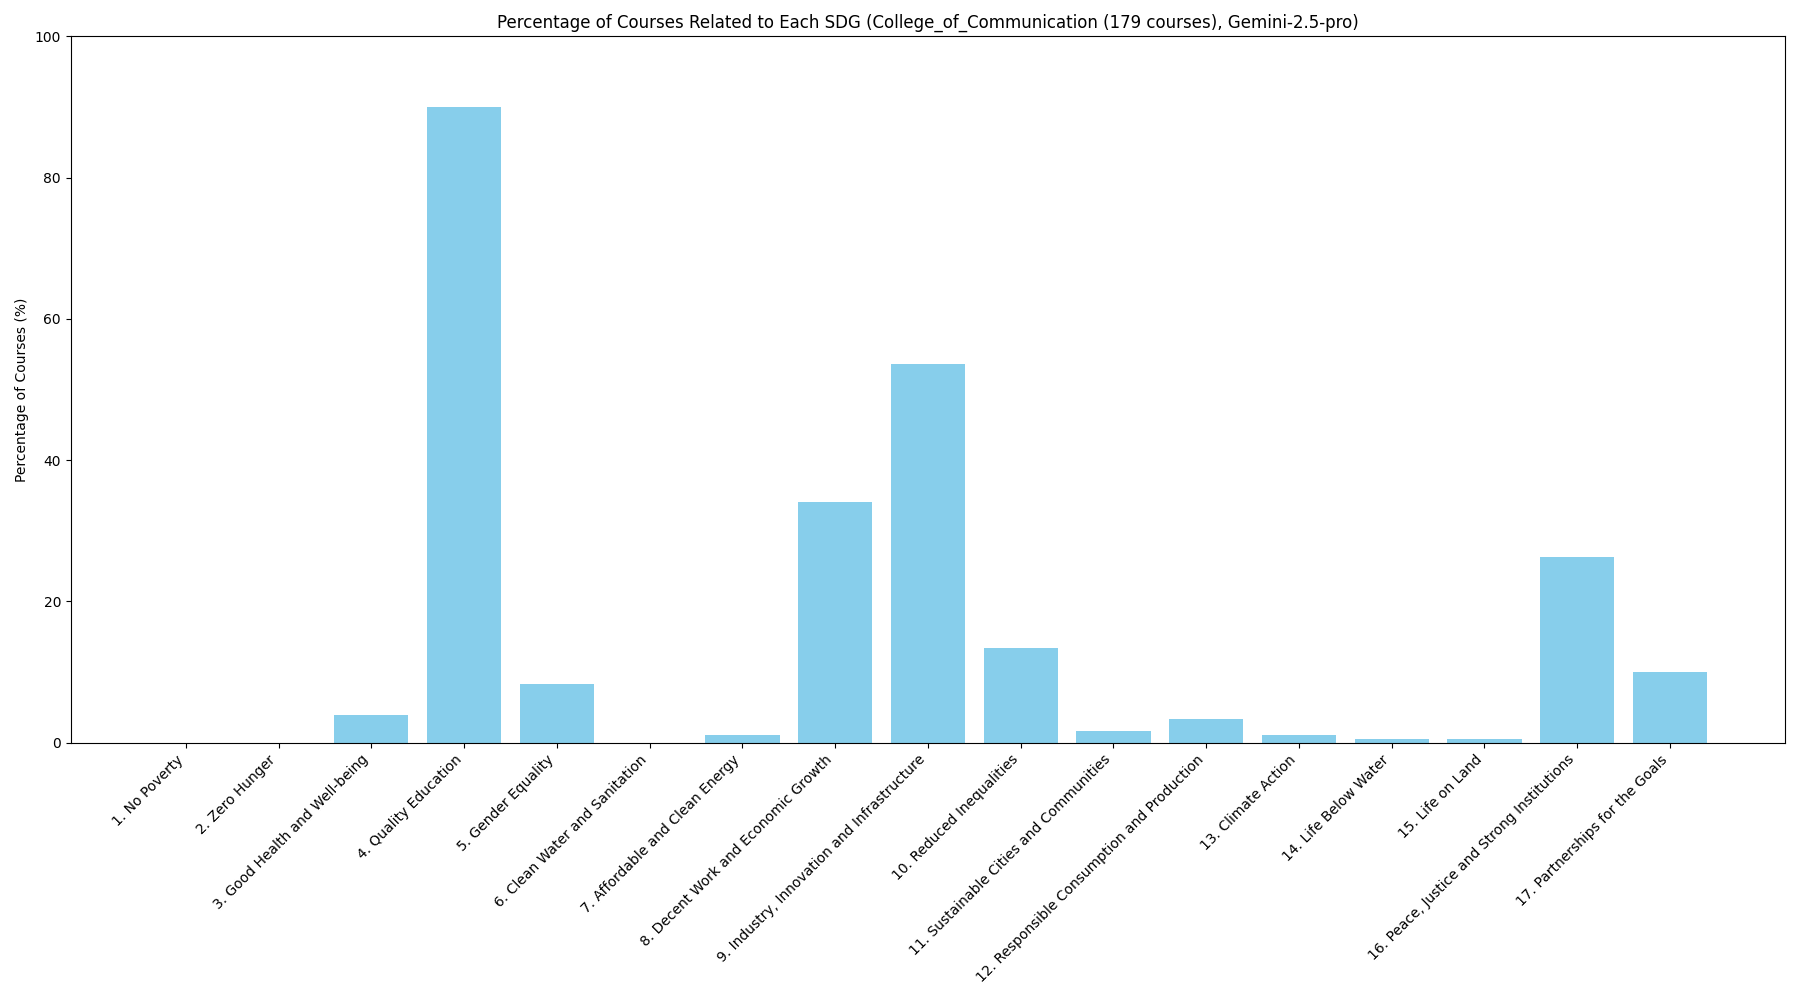 Percentage of Courses Related to Each SDG (College_of_Communication (179 courses), Gemini-2.5-pro)
Percentage of Courses (%)
100
80
60
40
20
0
1. No Poverty
2. Zero Hunger
3. Good Health and Well-being
4. Quality Education
5. Gender Equality
6. Clean Water and Sanitation
7. Affordable and Clean Energy
8. Decent Work and Economic Growth
9. Industry, Innovation and Infrastructure
10. Reduced Inequalities
11. Sustainable Cities and Communities
12. Responsible Consumption and Production
13. Climate Action
14. Life Below Water
15. Life on Land
16. Peace, Justice and Strong Institutions
17. Partnerships for the Goals